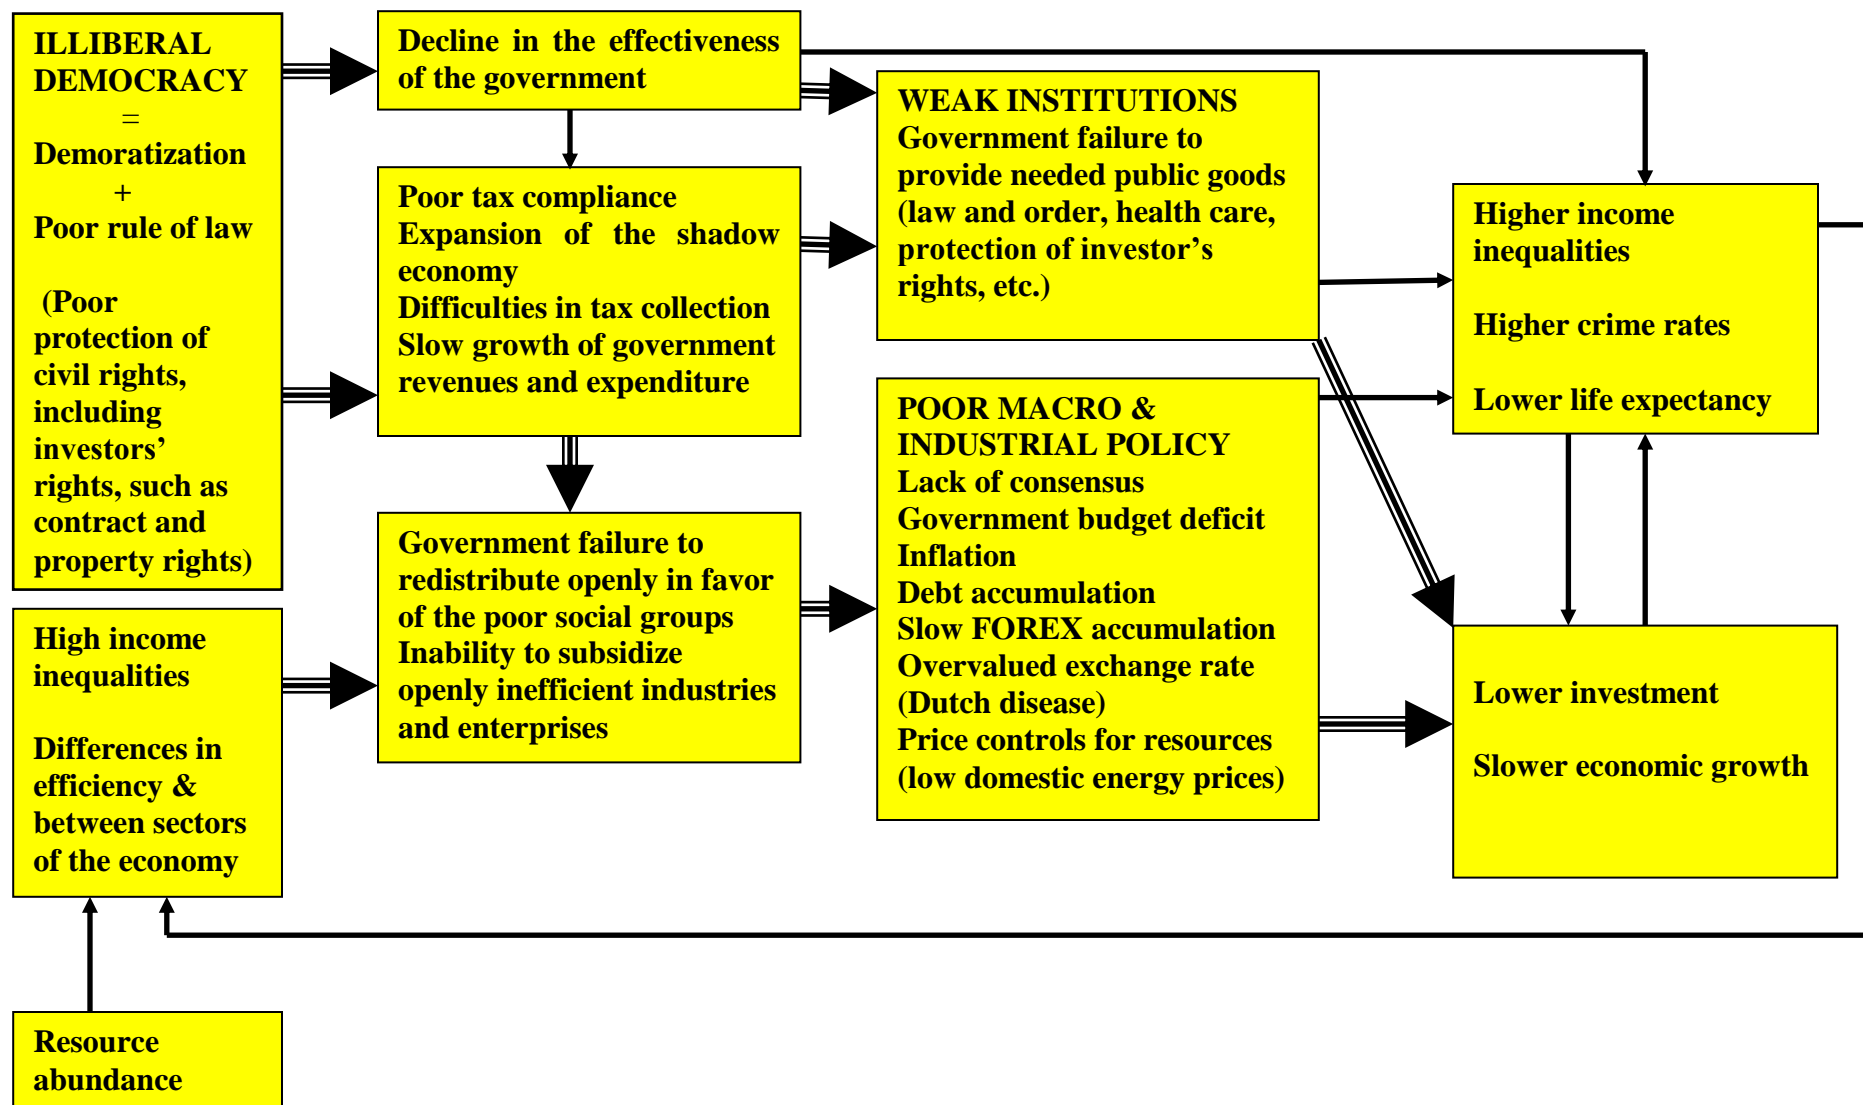 ILLIBERAL
DEMOCRACY
=
Demoratization
+
Poor rule of law
(Poor
protection of
civil rights,
including
investors’
rights, such as
contract and
property rights)
High income
inequalities
Differences in
efficiency &
between sectors
of the economy
Resource
abundance
Decline in the effectiveness
of the government
Poor tax compliance
Expansion of the shadow
economy
Difficulties in tax collection
Slow growth of government
revenues and expenditure
Government failure to
redistribute openly in favor
of the poor social groups
Inability to subsidize
openly inefficient industries
and enterprises
WEAK INSTITUTIONS
Government failure to
provide needed public goods
(law and order, health care,
protection of investor’s
rights, etc.)
POOR MACRO &
INDUSTRIAL POLICY
Lack of consensus
Government budget deficit
Inflation
Debt accumulation
Slow FOREX accumulation
Overvalued exchange rate
(Dutch disease)
Price controls for resources
(low domestic energy prices)
Higher income
inequalities
Higher crime rates
Lower life expectancy
Lower investment
Slower economic growth